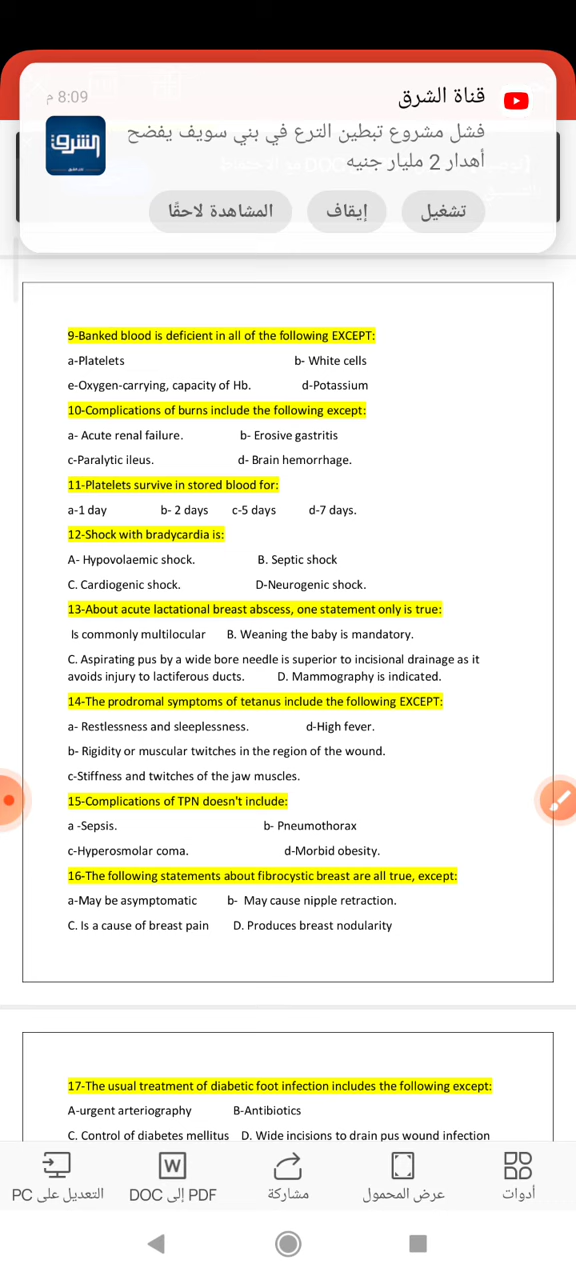 قناة الشرق
8:09 م
فشل مشروع تبطين الترع في بني سويف يفضح
أهدار 2 مليار جنيه
الشرق
تشغيل
إيقاف
المشاهدة لاحقًا
9-Banked blood is deficient in all of the following EXCEPT:
a-Platelets b- White cells
e-Oxygen-carrying, capacity of Hb. d-Potassium
10-Complications of burns include the following except:
a- Acute renal failure. b- Erosive gastritis
c-Paralytic ileus. d- Brain hemorrhage.
11-Platelets survive in stored blood for:
a-1 day b- 2 days c-5 days d-7 days.
12-Shock with bradycardia is:
A- Hypovolaemic shock. B. Septic shock
C. Cardiogenic shock. D-Neurogenic shock.
13-About acute lactational breast abscess, one statement only is true:
Is commonly multilocular B. Weaning the baby is mandatory.
C. Aspirating pus by a wide bore needle is superior to incisional drainage as it
avoids injury to lactiferous ducts. D. Mammography is indicated.
14-The prodromal symptoms of tetanus include the following EXCEPT:
a- Restlessness and sleeplessness. d-High fever.
b- Rigidity or muscular twitches in the region of the wound.
c-Stiffness and twitches of the jaw muscles.
15-Complications of TPN doesn't include:
a -Sepsis. b- Pneumothorax
c-Hyperosmolar coma. d-Morbid obesity.
16-The following statements about fibrocystic breast are all true, except:
a-May be asymptomatic b- May cause nipple retraction.
C. Is a cause of breast pain D. Produces breast nodularity
17-The usual treatment of diabetic foot infection includes the following except:
A-urgent arteriography B-Antibiotics
C. Control of diabetes mellitus D. Wide incisions to drain pus wound infection
أدوات
عرض المحمول
مشاركة
PDF إلى DOC
التعديل على PC